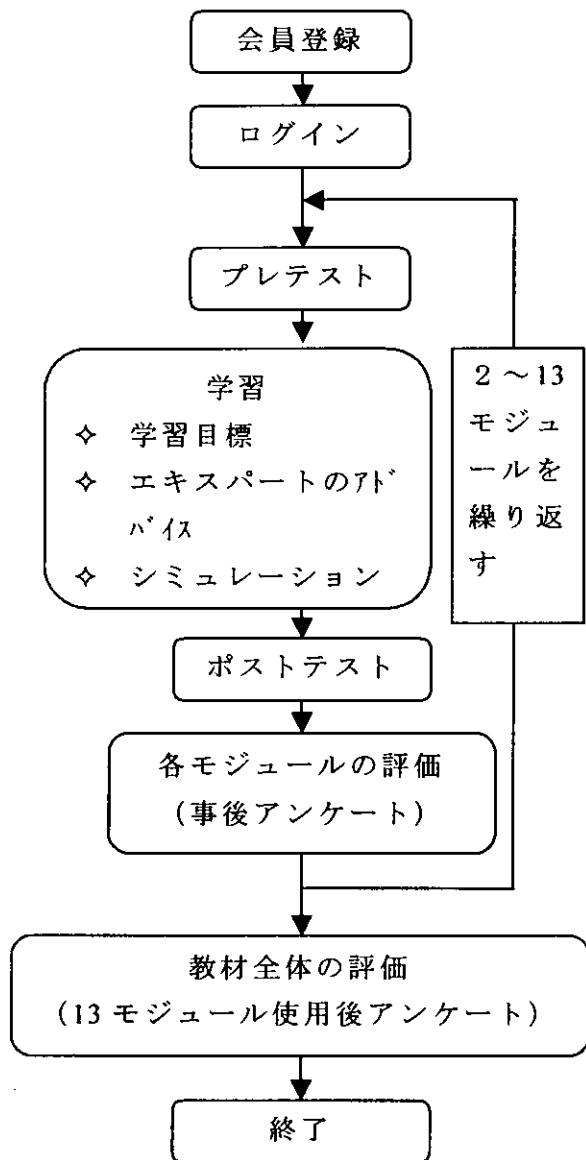 会員登録
ログイン
プレテスト
学習
✧ 学習目標
✧ エキスパートのｱﾄﾞ
ﾊﾞｲｽ
✧ シミュレーション
2～13
モジュ
ールを
繰り返
す
ポストテスト
各モジュールの評価
(事後アンケート)
教材全体の評価
(13モジュール使用後アンケート)
終了